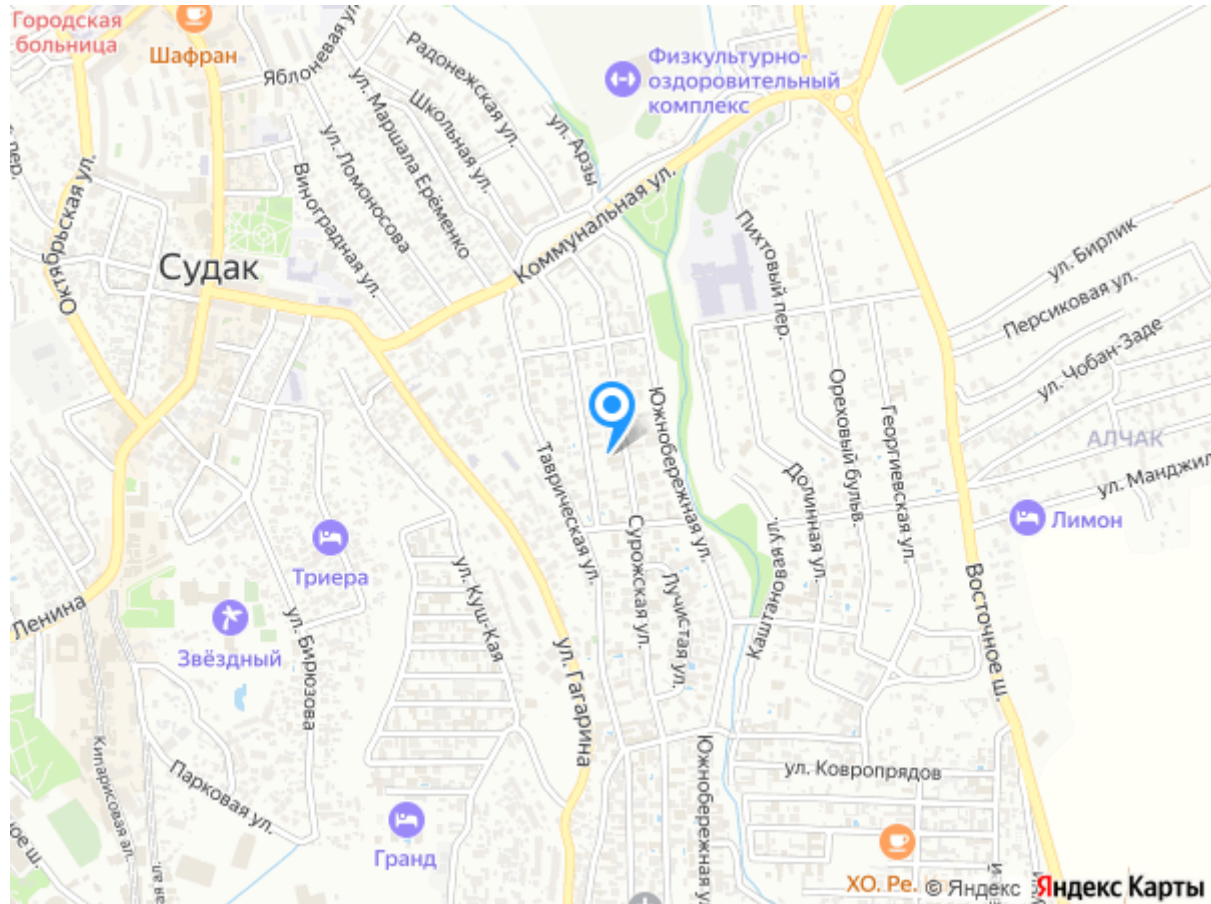 Городская
больница
Шафран
Яблоневая ул.
Радонежская ул.
Школьная ул.
ул. Маршала Ерёменко
ул. Ломоносова
Виноградная ул.
ул. Арзы
Физкультурно-
оздоровительный
комплекс
Коммунальная ул.
пер.
Октябрьская ул.
Судак
Пихтовый пер.
ул. Бирлик
Персиковая ул.
ул. Чобан-Заде
АЛЧАК
ул. Манджил
Лимон
Южнобережная ул.
Ореховый бульв.
Георгиевская ул.
Долинная ул.
Каштановая ул.
Таврическая ул.
Сурожская ул.
Лучистая ул.
Триера
Звёздный
Ленина
ул. Бирюзова
ул. Куш-Кая
ул. Гагарина
Восточное ш.
Кипарисовая ал.
Парковая ул.
ое ш.
ая ал.
Гранд
Южнобережная у
ул. Ковропрядов
ХО. Ре.
© Яндекс Яндекс Карты